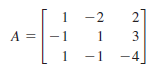 A = [ 1 -2 2
-1 1 3
1 -1 -4 ]